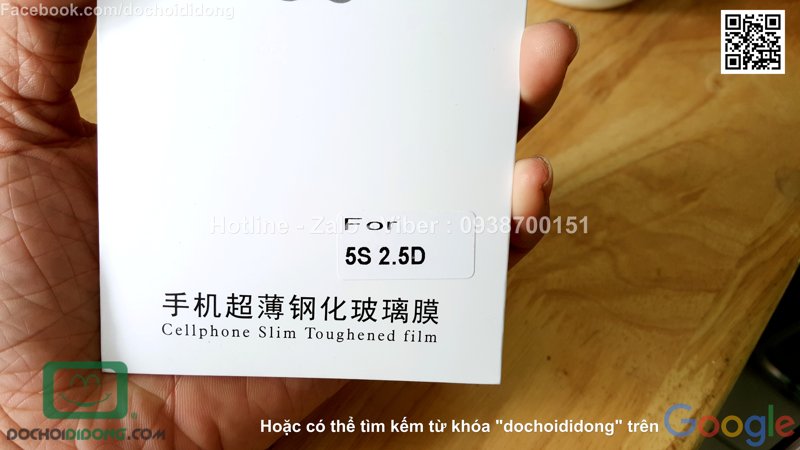 Facebook.com/dochoididong
Hotline - Zalo - Viber : 0938700151
For
5S 2.5D
手机超薄钢化玻璃膜
Cellphone Slim Toughened film
DOCHOIDIDONG.COM
Hoặc có thể tìm kếm từ khóa "dochoididong" trên Google